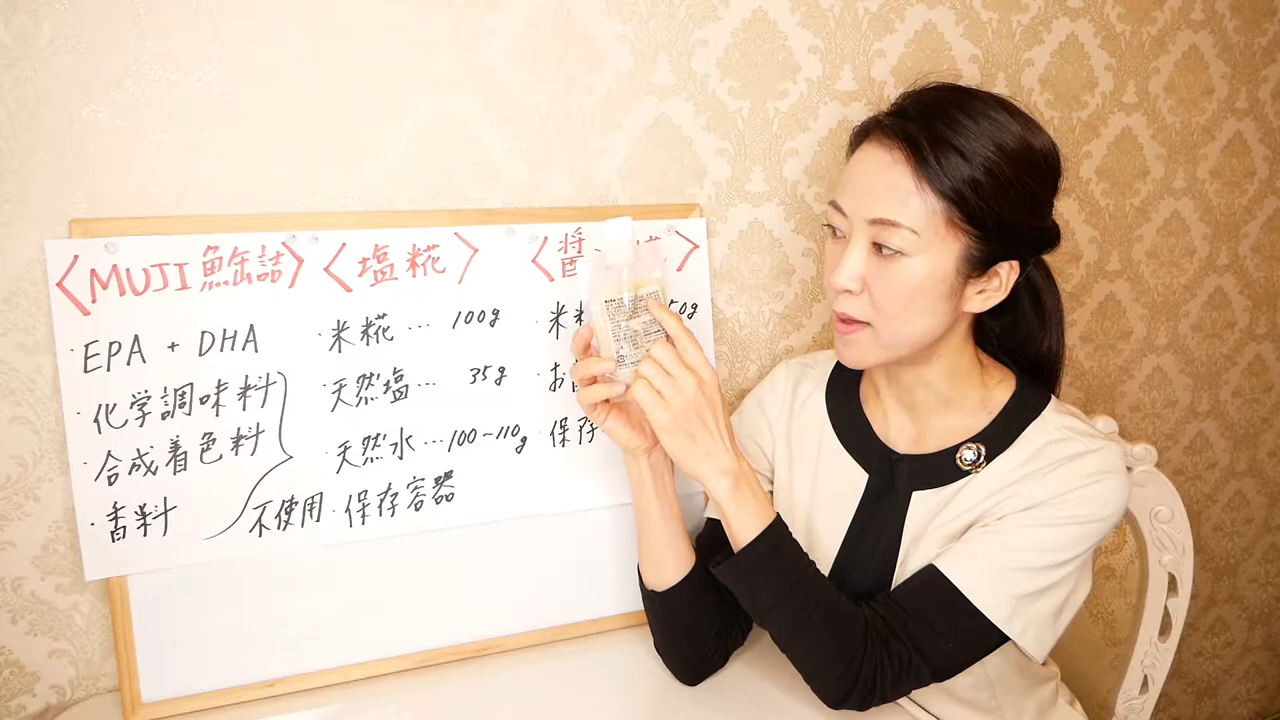 〈MUJI 魚缶詰〉
・EPA + DHA
・化学調味料
・合成着色料
・香料
不使用
〈塩糀〉
・米糀… 100g
・天然塩… 35g
・天然水…100~110g
・保存容器
〈醤
・米
50g
・お
・保存